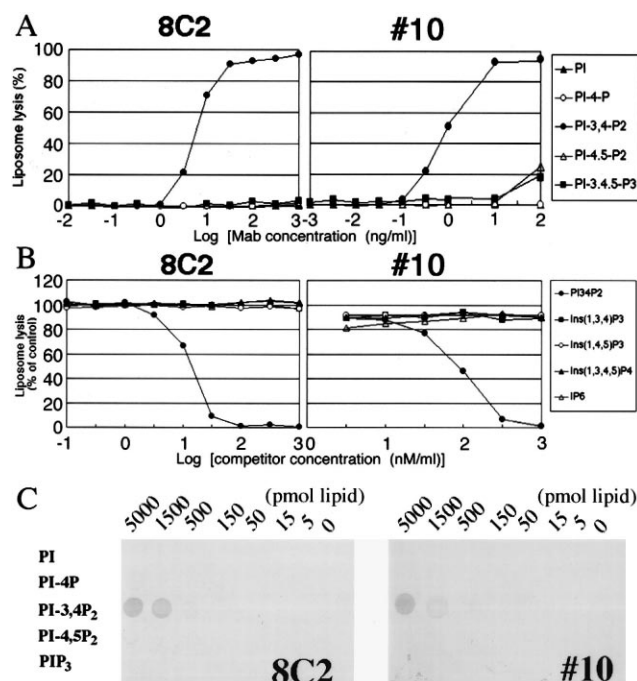 A
8C2
#10
Liposome lysis (%)
100
80
60
40
20
0
-2 -1 0 1 2 3
-3 -2 -1 0 1 2
Log [Mab concentration (ng/ml)]
PI
PI-4-P
PI-3,4-P2
PI-4.5-P2
PI-3.4.5-P3
B
8C2
#10
Liposome lysis
(% of control)
120
100
80
60
40
20
0
-1 0 1 2 3
0 1 2 3
Log [competitor concentration (nM/ml)]
PI34P2
Ins(1,3,4)P3
Ins(1,4,5)P3
Ins(1,3,4,5)P4
IP6
C
(pmol lipid) (pmol lipid)
5000 1500 500 150 50 15 5 0
5000 1500 500 150 50 15 5 0
PI
PI-4P
PI-3,4P2
PI-4,5P2
PIP3
8C2
#10